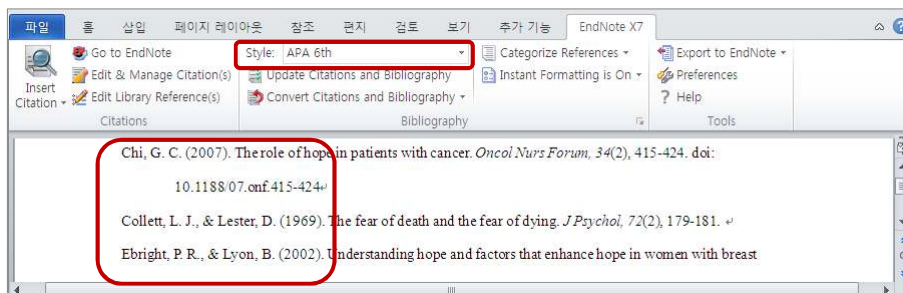 파일 홈 삽입 페이지 레이아웃 참조 편지 검토 보기 추가 기능 EndNote X7
Go to EndNote Style: APA 6th Categorize References Export to EndNote
Edit & Manage Citation(s) Update Citations and Bibliography Instant Formatting is On Preferences
Insert Citation Edit Library Reference(s) Convert Citations and Bibliography ? Help
Citations Bibliography Tools
Chi, G. C. (2007). The role of hope in patients with cancer. Oncol Nurs Forum, 34(2), 415-424. doi:
10.1188/07.onf.415-424
Collett, L. J., & Lester, D. (1969). The fear of death and the fear of dying. J Psychol, 72(2), 179-181.
Ebright, P. R., & Lyon, B. (2002). Understanding hope and factors that enhance hope in women with breast